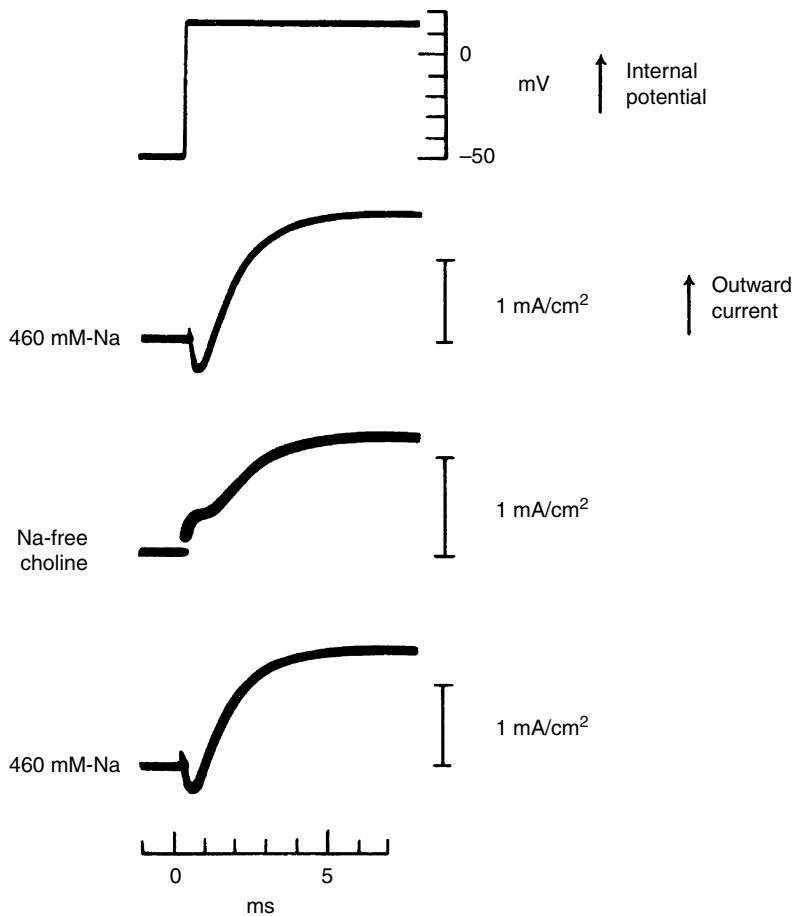 0
mV
Internal
potential
–50
Outward
current
460 mM-Na
1 mA/cm²
Na-free
choline
1 mA/cm²
460 mM-Na
1 mA/cm²
0
5
ms